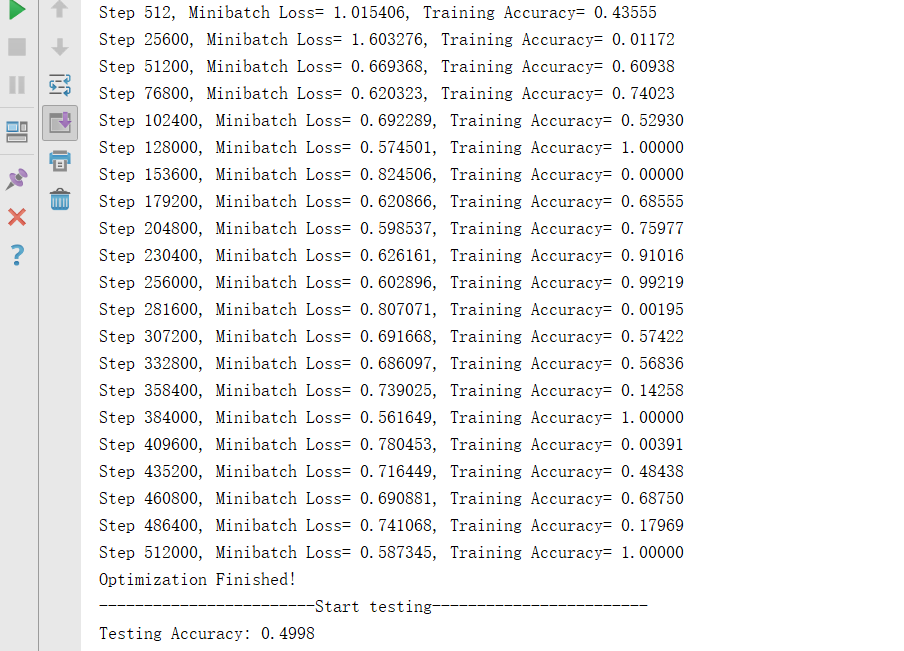 Step 512, Minibatch Loss= 1.015406, Training Accuracy= 0.43555
Step 25600, Minibatch Loss= 1.603276, Training Accuracy= 0.01172
Step 51200, Minibatch Loss= 0.669368, Training Accuracy= 0.60938
Step 76800, Minibatch Loss= 0.620323, Training Accuracy= 0.74023
Step 102400, Minibatch Loss= 0.692289, Training Accuracy= 0.52930
Step 128000, Minibatch Loss= 0.574501, Training Accuracy= 1.00000
Step 153600, Minibatch Loss= 0.824506, Training Accuracy= 0.00000
Step 179200, Minibatch Loss= 0.620866, Training Accuracy= 0.68555
Step 204800, Minibatch Loss= 0.598537, Training Accuracy= 0.75977
Step 230400, Minibatch Loss= 0.626161, Training Accuracy= 0.91016
Step 256000, Minibatch Loss= 0.602896, Training Accuracy= 0.99219
Step 281600, Minibatch Loss= 0.807071, Training Accuracy= 0.00195
Step 307200, Minibatch Loss= 0.691668, Training Accuracy= 0.57422
Step 332800, Minibatch Loss= 0.686097, Training Accuracy= 0.56836
Step 358400, Minibatch Loss= 0.739025, Training Accuracy= 0.14258
Step 384000, Minibatch Loss= 0.561649, Training Accuracy= 1.00000
Step 409600, Minibatch Loss= 0.780453, Training Accuracy= 0.00391
Step 435200, Minibatch Loss= 0.716449, Training Accuracy= 0.48438
Step 460800, Minibatch Loss= 0.690881, Training Accuracy= 0.68750
Step 486400, Minibatch Loss= 0.741068, Training Accuracy= 0.17969
Step 512000, Minibatch Loss= 0.587345, Training Accuracy= 1.00000
Optimization Finished!
------------------------Start testing------------------------
Testing Accuracy: 0.4998